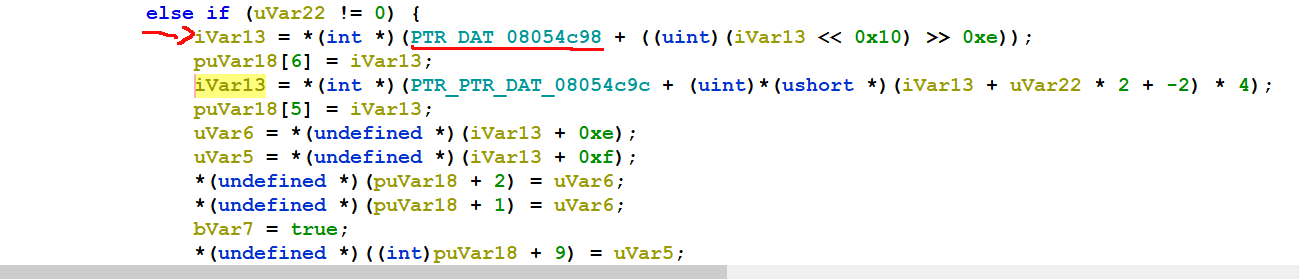 else if (uVar22 != 0) {
iVar13 = *(int *)(PTR_DAT_08054c98 + ((uint)(iVar13 << 0x10) >> 0xe));
puVar18[6] = iVar13;
iVar13 = *(int *)(PTR_PTR_DAT_08054c9c + (uint)*(ushort *)(iVar13 + uVar22 * 2 + -2) * 4);
puVar18[5] = iVar13;
uVar6 = *(undefined *)(iVar13 + 0xe);
uVar5 = *(undefined *)(iVar13 + 0xf);
*(undefined *)(puVar18 + 2) = uVar6;
*(undefined *)(puVar18 + 1) = uVar6;
bVar7 = true;
*(undefined *)((int)puVar18 + 9) = uVar5;